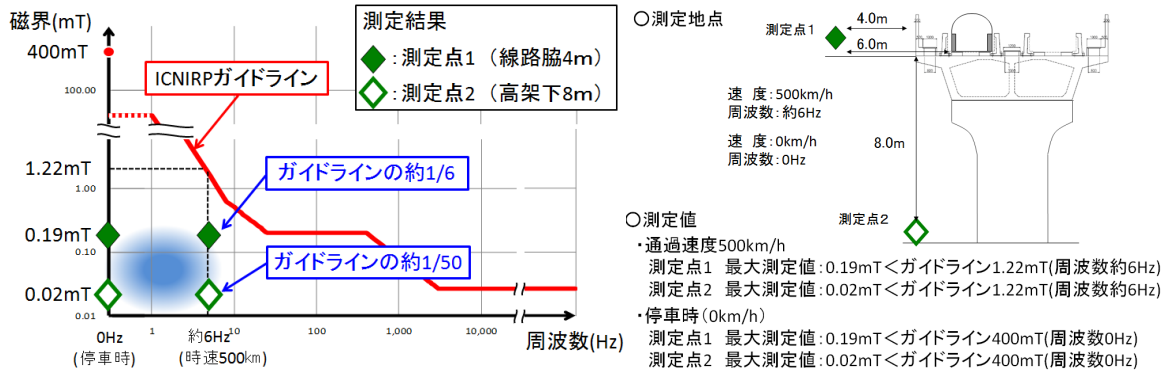 磁界(mT)
400mT
100.00
1.22mT
1.00
0.19mT
0.10
0.02mT
0.01
ICNIRPガイドライン
測定結果
:測定点1（線路脇4m）
:測定点2（高架下8m）
ガイドラインの約1/6
ガイドラインの約1/50
0Hz
(停車時)
1
約6Hz
(時速500km)
10
100
1,000
10,000
周波数(Hz)
○測定地点
測定点1
4.0m
6.0m
速 度:500km/h
周波数:約6Hz
速 度:0km/h
周波数:0Hz
8.0m
測定点2
○測定値
・通過速度500km/h
測定点1 最大測定値:0.19mT＜ガイドライン1.22mT(周波数約6Hz)
測定点2 最大測定値:0.02mT＜ガイドライン1.22mT(周波数約6Hz)
・停車時（0km/h）
測定点1 最大測定値:0.19mT＜ガイドライン400mT(周波数0Hz)
測定点2 最大測定値:0.02mT＜ガイドライン400mT(周波数0Hz)